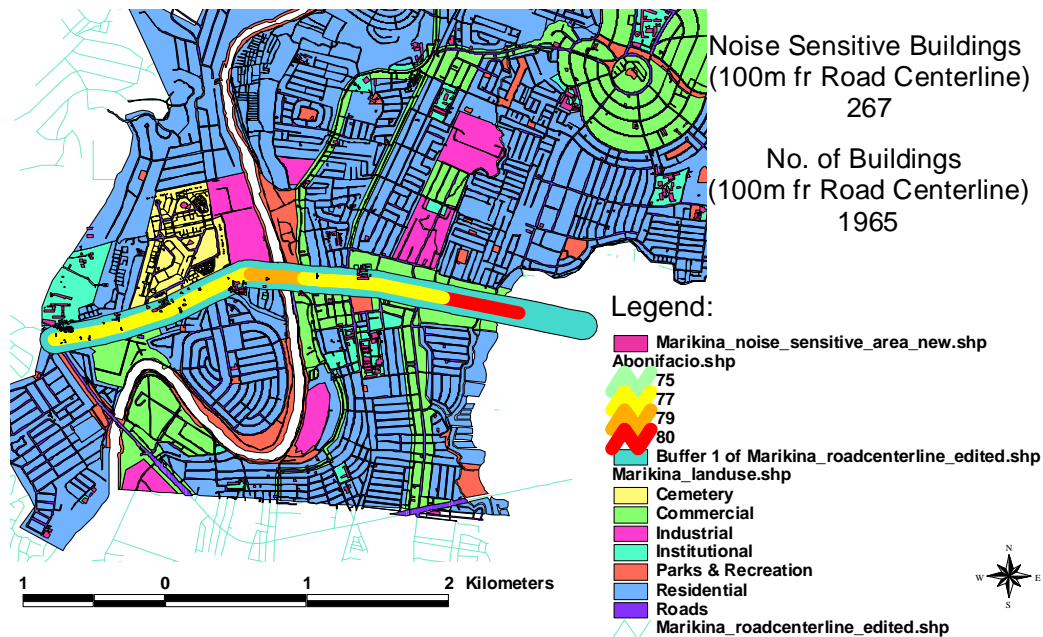 Noise Sensitive Buildings
(100m fr Road Centerline)
267
No. of Buildings
(100m fr Road Centerline)
1965
Legend:
Marikina_noise_sensitive_area_new.shp
Abonifacio.shp
75
77
79
80
Buffer 1 of Marikina_roadcenterline_edited.shp
Marikina_landuse.shp
Cemetery
Commercial
Industrial
Institutional
Parks & Recreation
Residential
Roads
Marikina_roadcenterline_edited.shp
1 0 1 2 Kilometers
N
W E
S